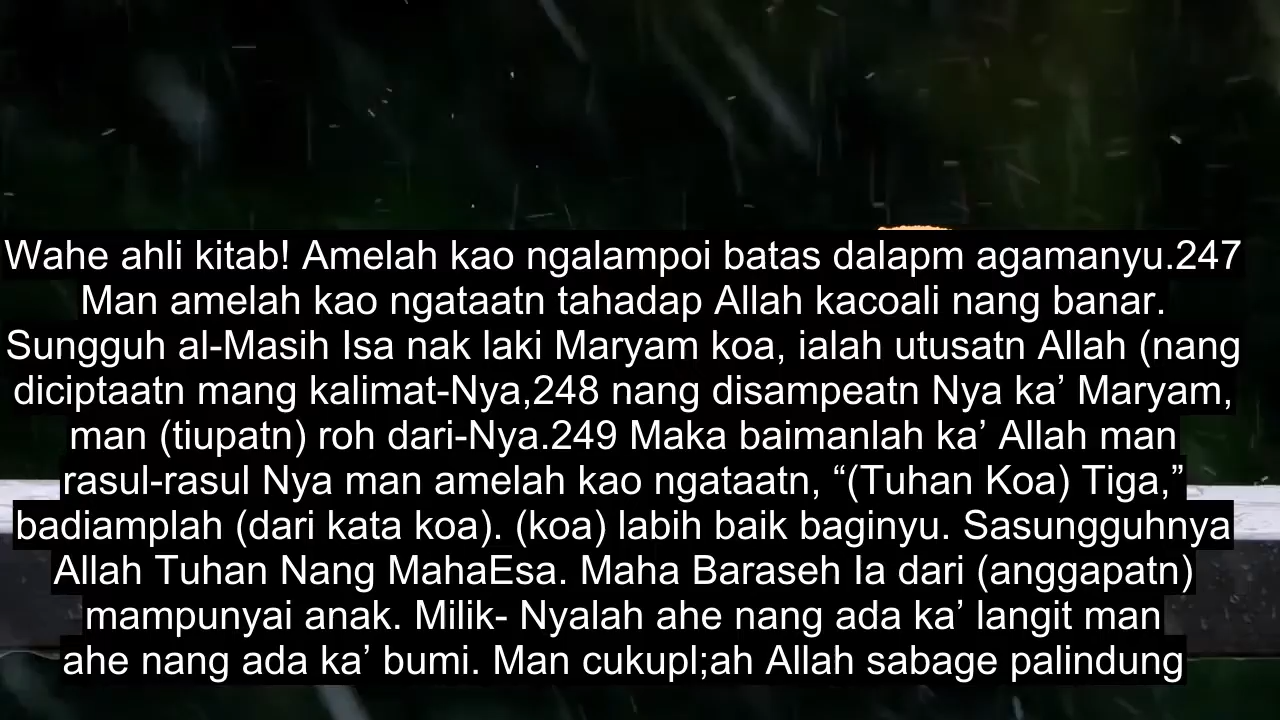 Wahe ahli kitab! Amelah kao ngalampoi batas dalapm agamanyu.247
Man amelah kao ngataatn tahadap Allah kacoali nang banar.
Sungguh al-Masih Isa nak laki Maryam koa, ialah utusatn Allah (nang
diciptaatn mang kalimat-Nya,248 nang disampeatn Nya ka’ Maryam,
man (tiupatn) roh dari-Nya.249 Maka baimanlah ka’ Allah man
rasul-rasul Nya man amelah kao ngataatn, “(Tuhan Koa) Tiga,”
badiamplah (dari kata koa). (koa) labih baik baginyu. Sasungguhnya
Allah Tuhan Nang MahaEsa. Maha Baraseh Ia dari (anggapatn)
mampunyai anak. Milik- Nyalah ahe nang ada ka’ langit man
ahe nang ada ka’ bumi. Man cukupl;ah Allah sabage palindung